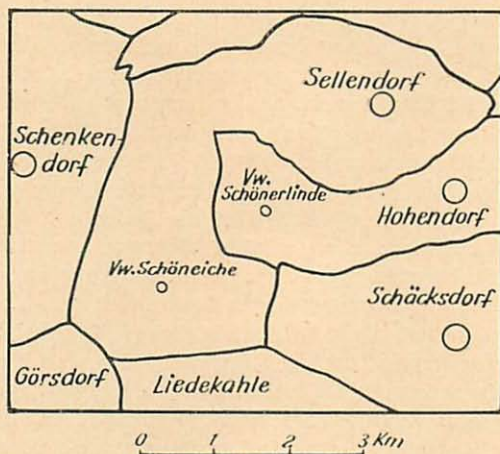 Sellendorf
Schenken-
dorf
Vw.
Schönerlinde
Hohendorf
Vw. Schöneiche
Schäcksdorf
Görsdorf
Liedekahle
0 1 2 3 Km